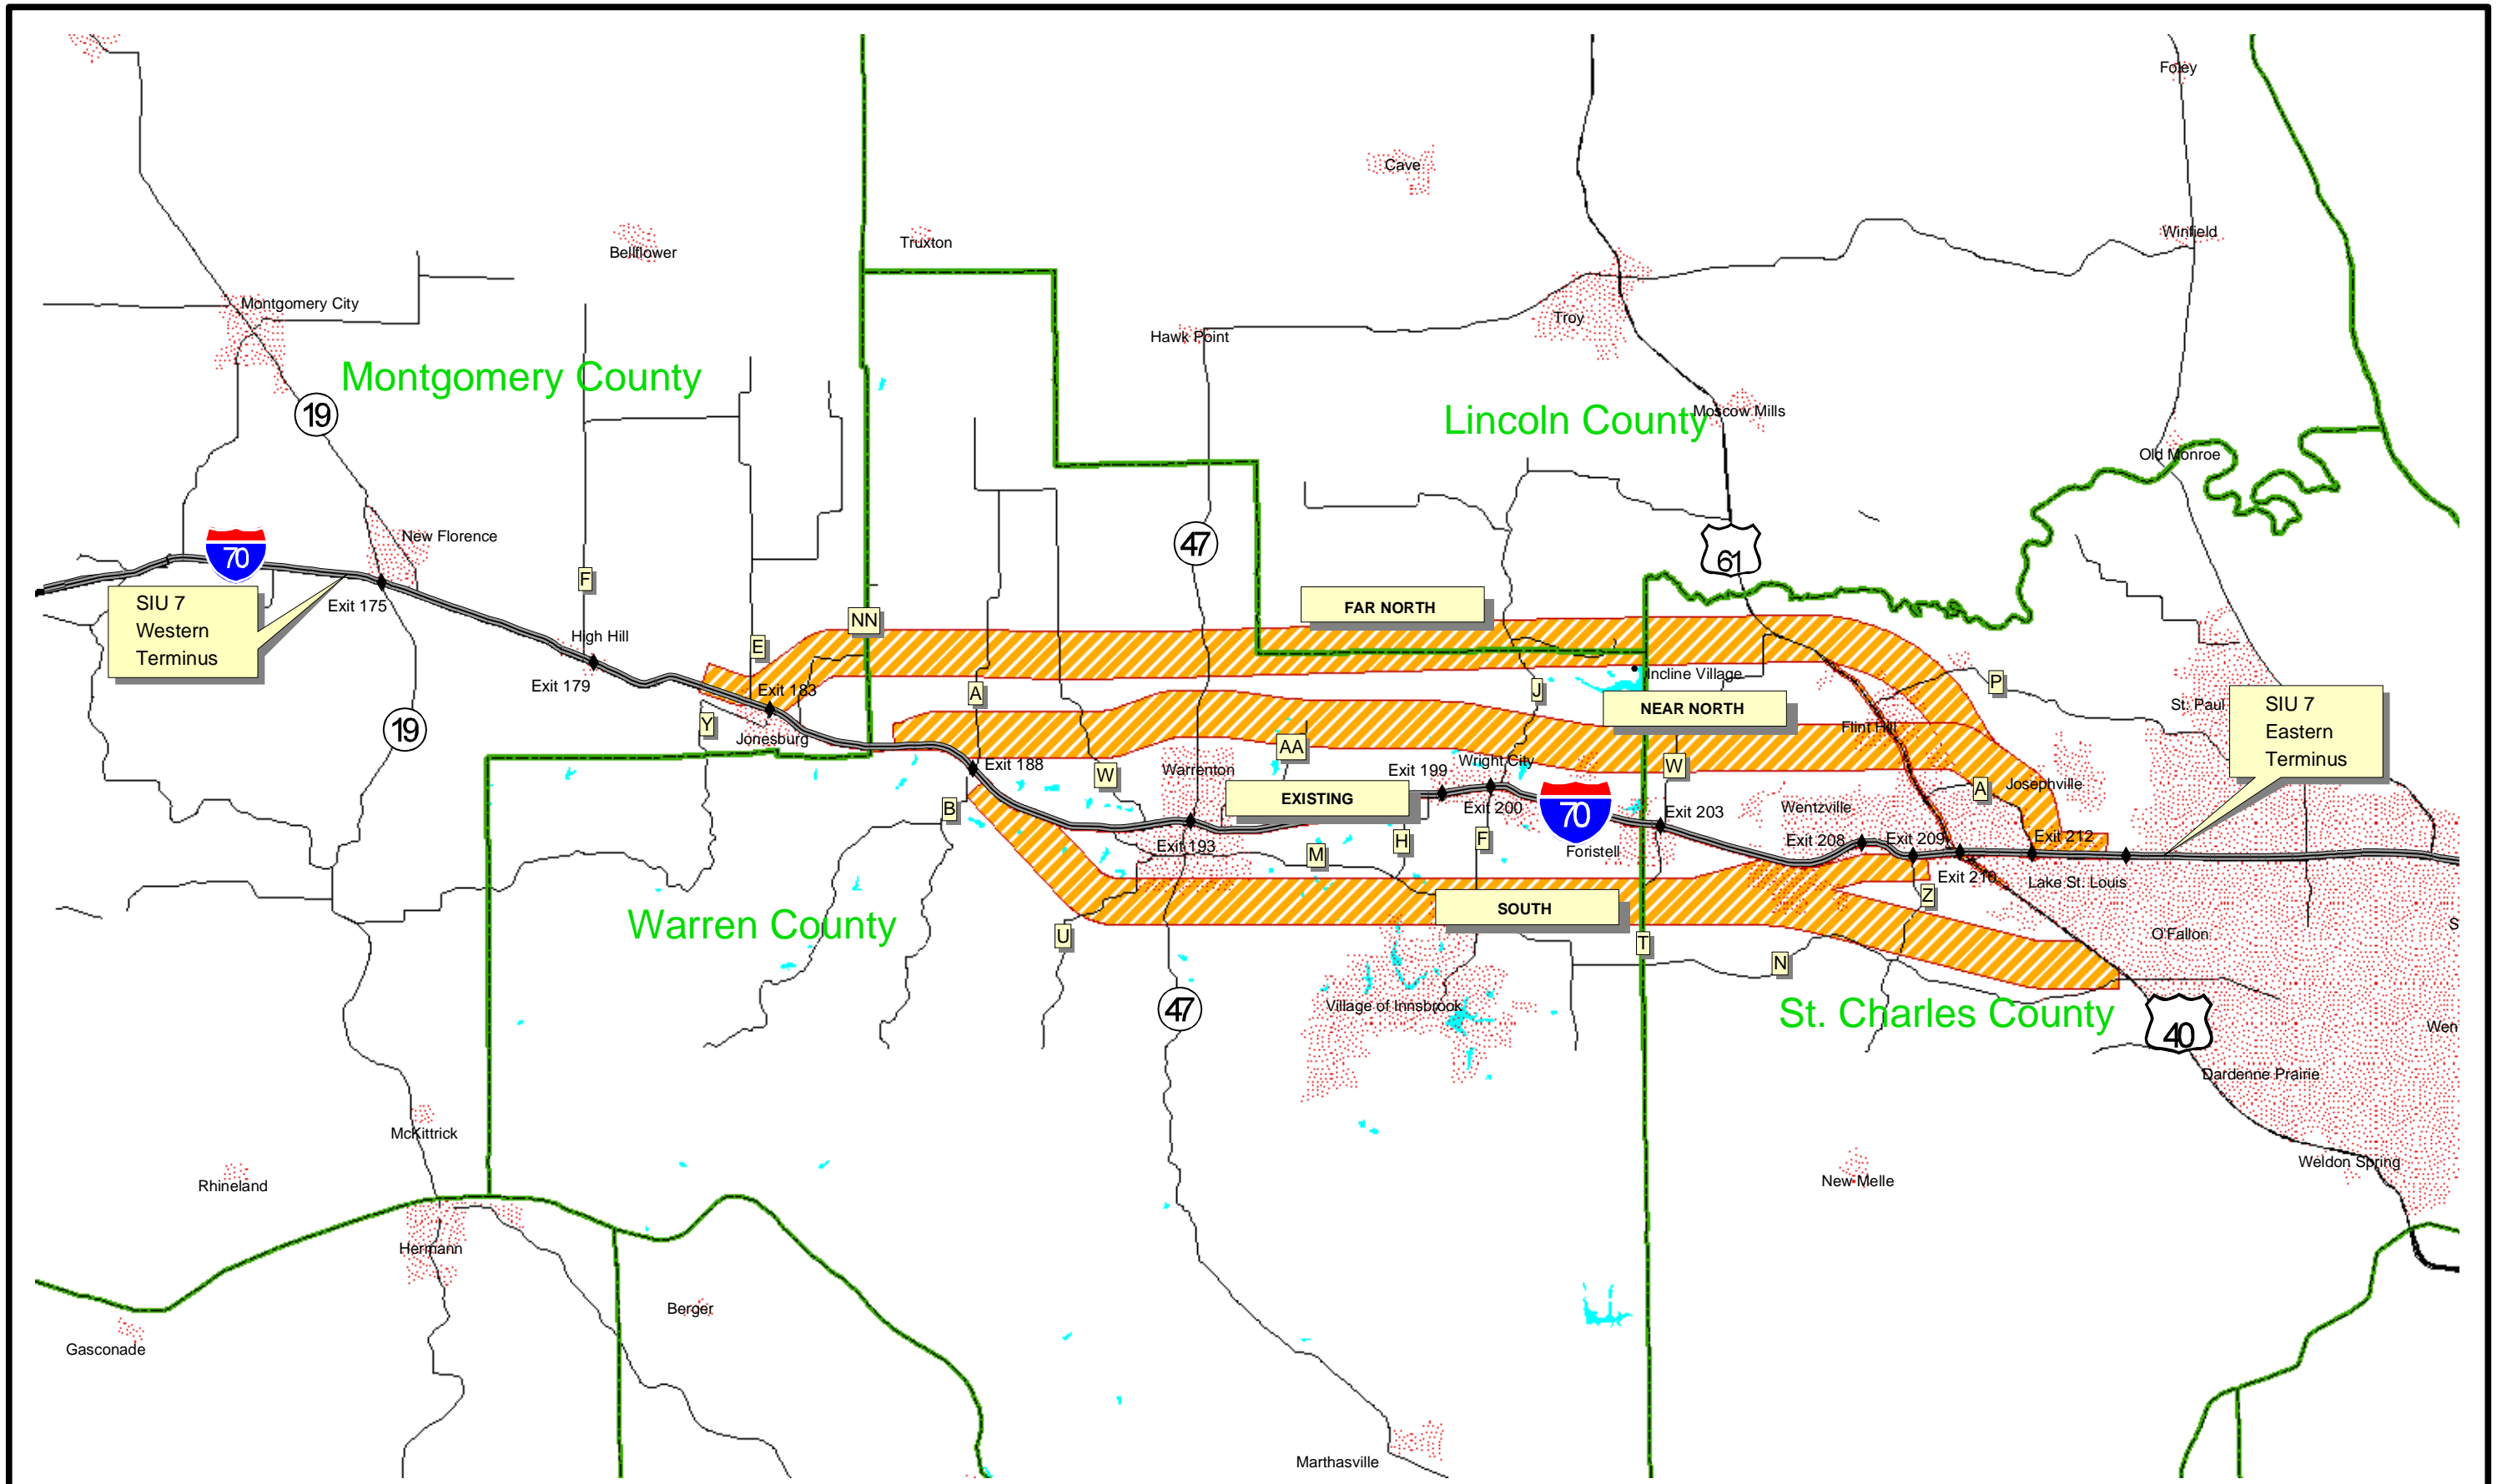 Foley
Cave
Bellflower
Truxton
Winfield
Montgomery City
Hawk Point
Troy
Montgomery County
19
Lincoln County
Moscow Mills
Old Monroe
New Florence
70
47
61
SIU 7
Western
Terminus
Exit 175
F
NN
FAR NORTH
High Hill
E
Exit 179
Exit 183
A
J
Incline Village
P
NEAR NORTH
St. Paul
SIU 7
Eastern
Terminus
19
Y
Jonesburg
AA
Flint Hill
Exit 188
W
Warrenton
Exit 199
Wright City
W
Josephville
A
B
EXISTING
Exit 200
70
Exit 203
Wentzville
Exit 193
M
H
F
Foristell
Exit 208
Exit 209
Exit 212
Exit 210
Lake St. Louis
Z
SOUTH
Warren County
U
T
N
O'Fallon
S
47
Village of Innsbrook
St. Charles County
40
Wen
Dardenne Prairie
McKittrick
Rhineland
Weldon Spring
New Melle
Hermann
Berger
Gasconade
Marthasville